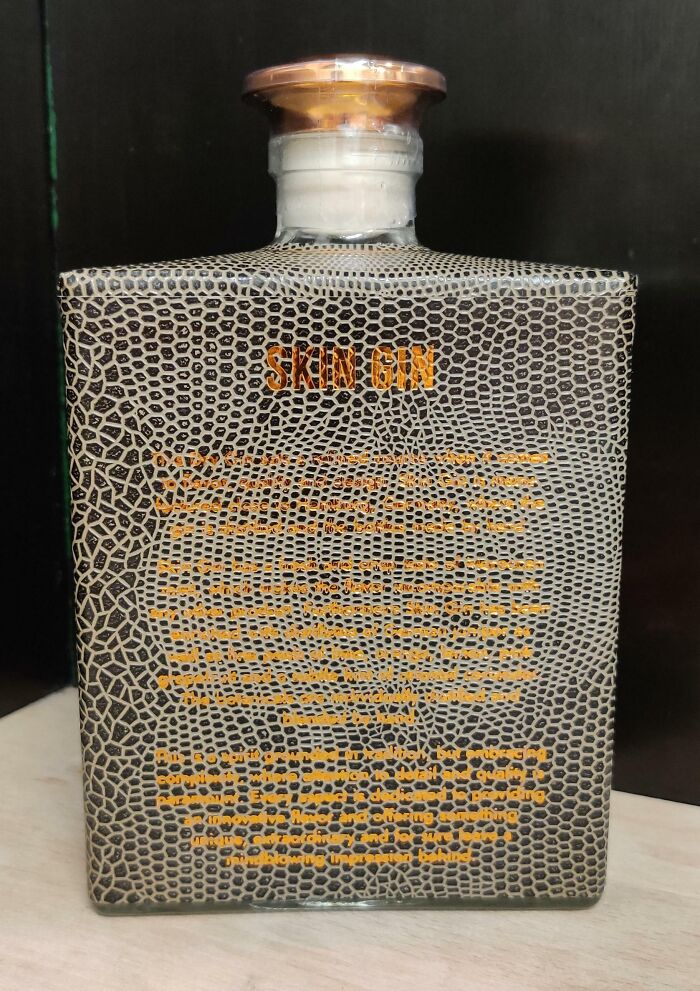 SKIN GIN
Dry Gin sets a refined when it comes
to flavor, quality and design. Skin Gin is manu-
factured close to Hamburg, Germany, where the
gin is distilled and the bottles made by hand.
Skin Gin has a fresh and crisp taste of Moroccan
mint, which makes the flavor incomparable with
any other product. Furthermore Skin Gin has been
enriched with distillates of German juniper as
well as fine peels of lime, orange, lemon, pink
grapefruit and a subtle hint of oriental coriander.
The botanicals are individually distilled and
blended by hand.
This is a spirit grounded in tradition, but embracing
complexity, where attention to detail and quality is
paramount. Every aspect is dedicated to providing
an innovative flavor and offering something
unique, extraordinary and for sure leave a
mindblowing impression behind.